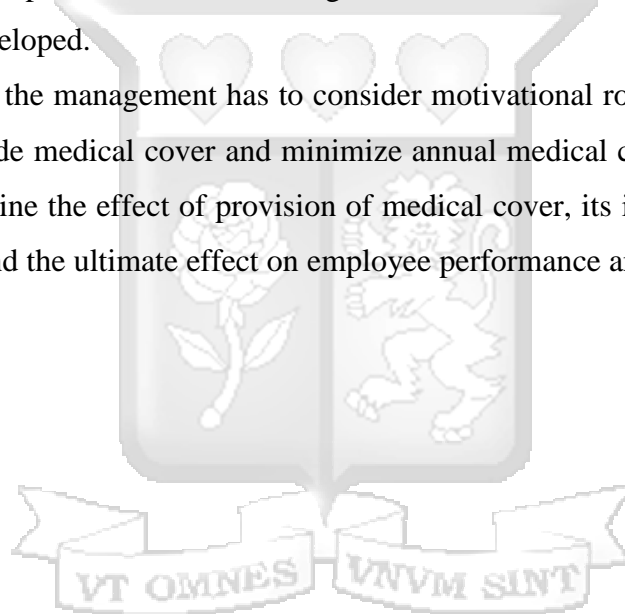 eloped.
the management has to consider motivational ro
de medical cover and minimize annual medical c
ine the effect of provision of medical cover, its i
nd the ultimate effect on employee performance a
VT OMNES VNVM SINT